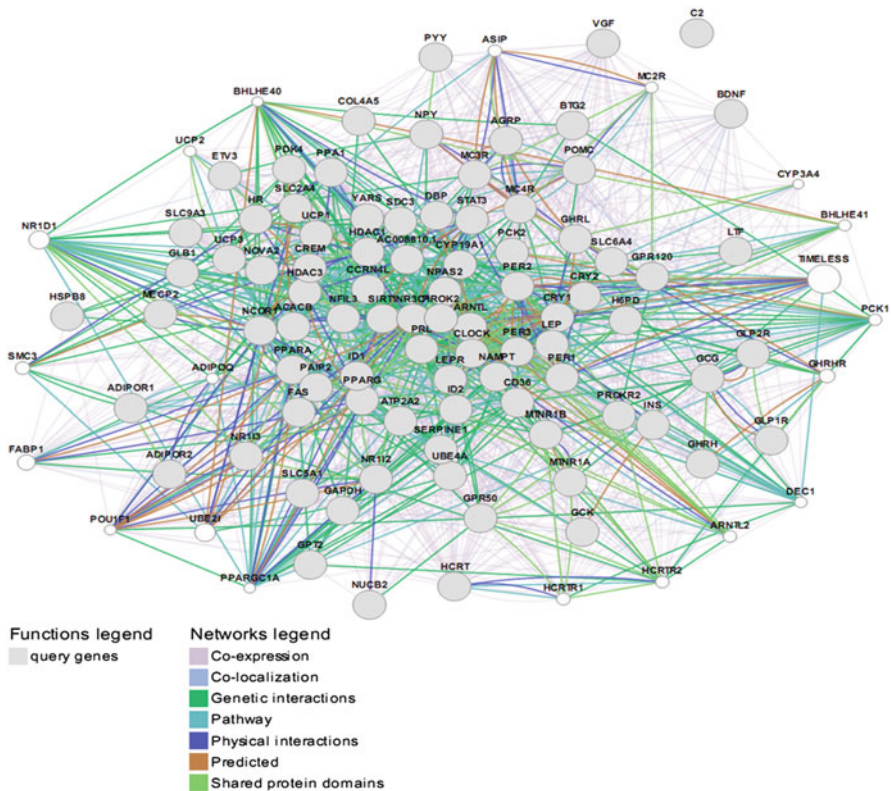 C2
VGF
PYY
ASIP
MC2R
BHLHE40
COL4A5
NPY
AGRP
BTG2
BDNF
UCP2
ETV3
PDK4
PPA1
MC3R
POMC
CYP3A4
SLC2A4
YARS
SDC3
DBP
STAT3
MC4R
NR1D1
SLC9A3
HR
UCP1
HDAC1
GHRL
BHLHE41
UCP3
NOVA2
CREM
AC008810.1
CYP19A1
PCK2
SLC6A4
GPR120
LTF
GLB1
HDAC3
CCRN4L
NPAS2
PER2
CRY2
TIMELESS
HSPB8
MECP2
NCOR1
ACACB
NFIL3
SIRT1
NR3C1
PROK2
ARNTL
CRY1
LEP
H6PD
PCK1
SMC3
PPARA
ID1
PRL
CLOCK
PER3
GLP2R
ADIPOQ
PAIP2
PPARG
LEPR
NAMPT
PER1
GCG
GHRHR
ADIPOR1
FAS
ATP2A2
ID2
CD36
PROKR2
INS
GLP1R
FABP1
ADIPOR2
NR1I3
SERPINE1
MTNR1B
GHRH
SLC5A1
NR1I2
UBE4A
MTNR1A
DEC1
POU1F1
UBE2I
GAPDH
GPR50
GCK
ARNTL2
PPARGC1A
GPT2
NUCB2
HCRT
HCRTR1
HCRTR2
Functions legend
query genes
Networks legend
Co-expression
Co-localization
Genetic interactions
Pathway
Physical interactions
Predicted
Shared protein domains